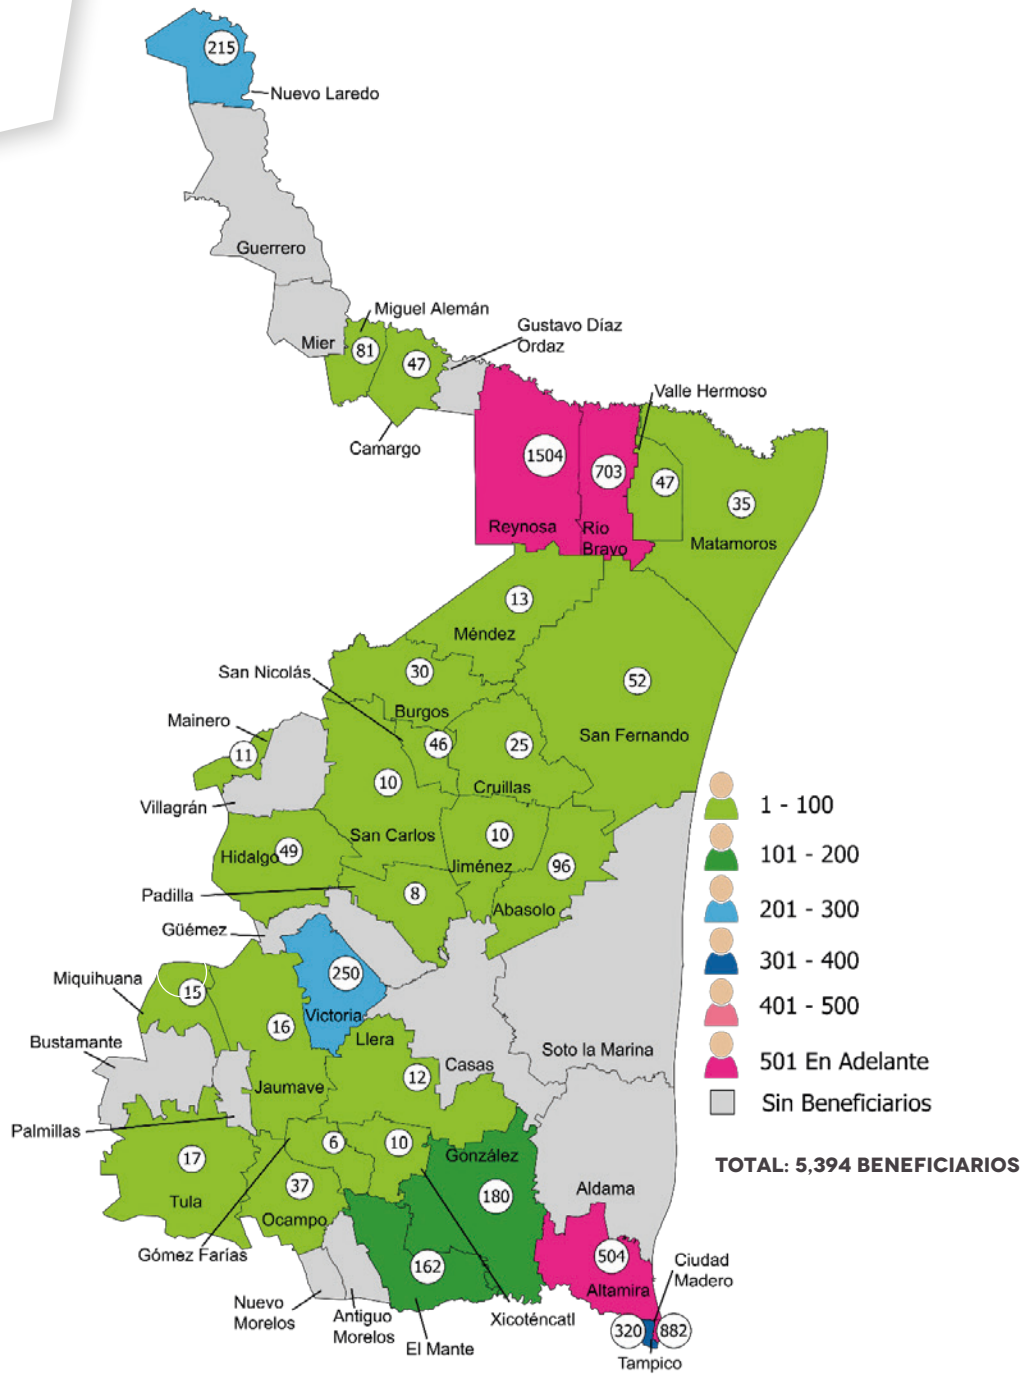 215
Nuevo Laredo
Guerrero
Miguel Alemán
Gustavo Díaz
Ordaz
Mier
81
47
Valle Hermoso
Camargo
1504
703
47
35
Reynosa
Río
Bravo
Matamoros
13
Méndez
San Nicolás
30
52
Burgos
Mainero
San Fernando
11
46
25
10
Cruillas
Villagrán
1 - 100
San Carlos
10
Hidalgo
49
Jiménez
96
101 - 200
Padilla
8
Abasolo
201 - 300
Güémez
301 - 400
Miquihuana
250
15
401 - 500
Victoria
16
Llera
Bustamante
Soto la Marina
Casas
501 En Adelante
12
Jaumave
Sin Beneficiarios
Palmillas
6
10
González
17
TOTAL: 5,394 BENEFICIARIOS
37
180
Aldama
Tula
Ocampo
Gómez Farías
504
162
Ciudad
Madero
Altamira
Nuevo
Morelos
Antiguo
Morelos
Xicoténcatl
320
882
El Mante
Tampico